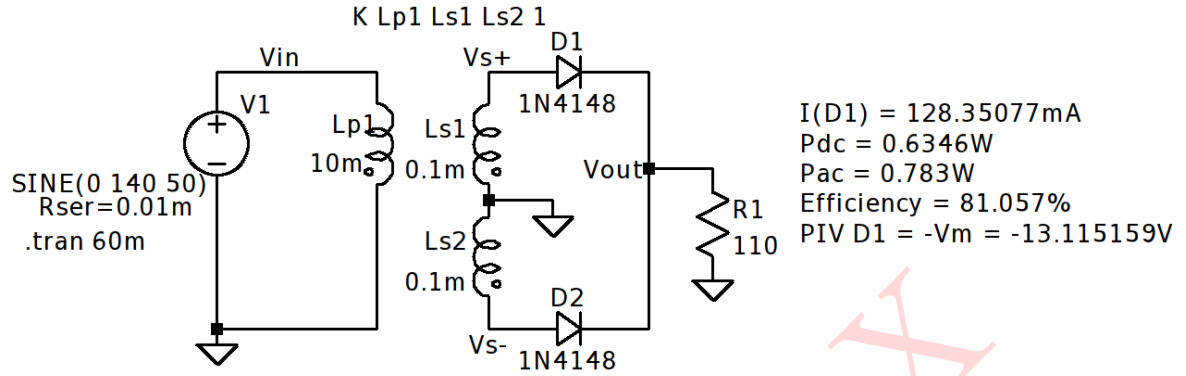 K Lp1 Ls1 Ls2 1
Vin
Vs+
D1
1N4148
V1
Lp1
10m
Ls1
0.1m
SINE(0 140 50)
Rser=0.01m
.tran 60m
Vout
R1
110
Ls2
0.1m
D2
Vs-
1N4148
I(D1) = 128.35077mA
Pdc = 0.6346W
Pac = 0.783W
Efficiency = 81.057%
PIV D1 = -Vm = -13.115159V
X